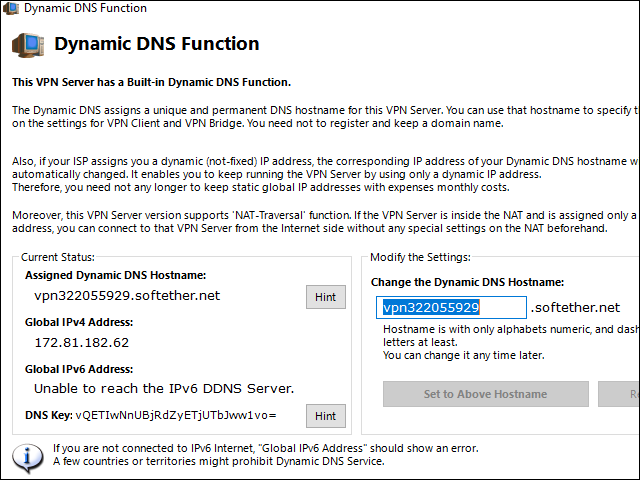 Dynamic DNS Function
Dynamic DNS Function
This VPN Server has a Built-in Dynamic DNS Function.
The Dynamic DNS assigns a unique and permanent DNS hostname for this VPN Server. You can use that hostname to specify t
on the settings for VPN Client and VPN Bridge. You need not to register and keep a domain name.
Also, if your ISP assigns you a dynamic (not-fixed) IP address, the corresponding IP address of your Dynamic DNS hostname w
automatically changed. It enables you to keep running the VPN Server by using only a dynamic IP address.
Therefore, you need not any longer to keep static global IP addresses with expenses monthly costs.
Moreover, this VPN Server version supports 'NAT-Traversal' function. If the VPN Server is inside the NAT and is assigned only a
address, you can connect to that VPN Server from the Internet side without any special settings on the NAT beforehand.
Current Status:
Assigned Dynamic DNS Hostname:
vpn322055929.softether.net
Hint
Global IPv4 Address:
172.81.182.62
Global IPv6 Address:
Unable to reach the IPv6 DDNS Server.
DNS Key: vQETIwNnUBjRdZyETjUTbJww1vo=
Hint
Modify the Settings:
Change the Dynamic DNS Hostname:
vpn322055929 .softether.net
Hostname is with only alphabets numeric, and dash
letters at least.
You can change it any time later.
Set to Above Hostname
Re
If you are not connected to IPv6 Internet, "Global IPv6 Address" should show an error.
A few countries or territories might prohibit Dynamic DNS Service.